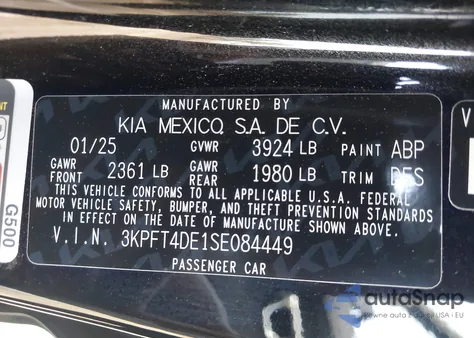 MANUFACTURED BY
KIA MEXICO, S.A. DE C.V.
01/25 GVWR 3924 LB PAINT ABP
GAWR FRONT 2361 LB GAWR REAR 1980 LB TRIM DFS
THIS VEHICLE CONFORMS TO ALL APPLICABLE U.S.A. FEDERAL
MOTOR VEHICLE SAFETY, BUMPER, AND THEFT PREVENTION STANDARDS
IN EFFECT ON THE DATE OF MANUFACTURE SHOWN ABOVE.
V.I.N. 3KPFT4DE1SE084449
PASSENGER CAR
G500
V
autoSnap